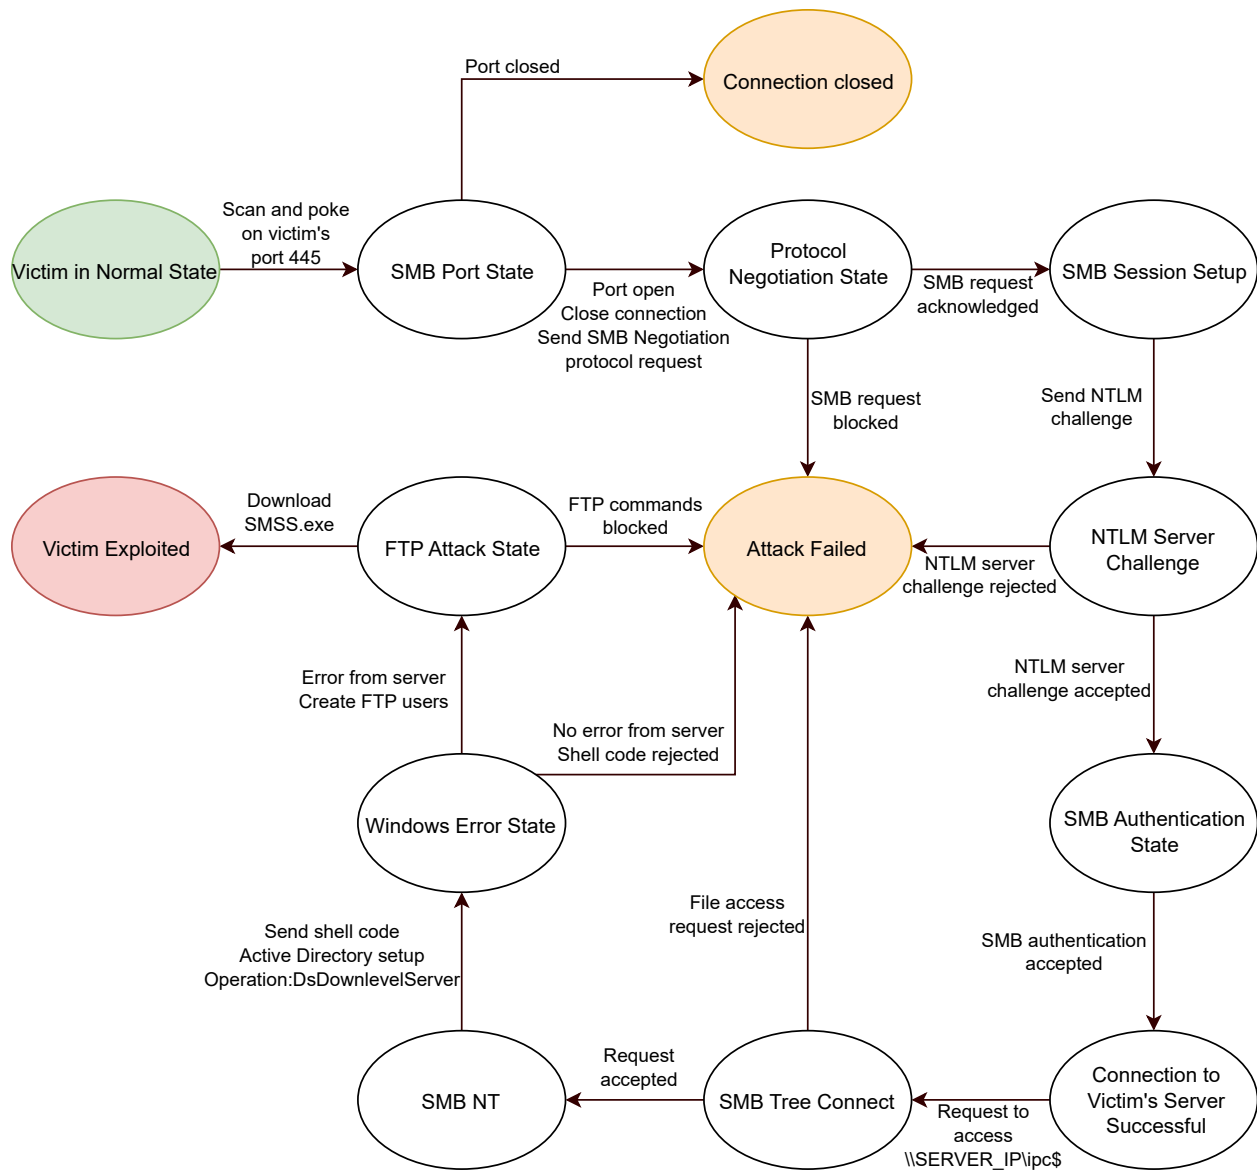 Port closed
Connection closed
Scan and poke
on victim's
port 445
Victim in Normal State
SMB Port State
Port open
Close connection
Send SMB Negotiation
protocol request
Protocol
Negotiation State
SMB request
acknowledged
SMB Session Setup
SMB request
blocked
Send NTLM
challenge
Victim Exploited
Download
SMSS.exe
FTP Attack State
FTP commands
blocked
Attack Failed
NTLM server
challenge rejected
NTLM Server
Challenge
Error from server
Create FTP users
No error from server
Shell code rejected
NTLM server
challenge accepted
Windows Error State
SMB Authentication
State
File access
request rejected
Send shell code
Active Directory setup
Operation:DsDownlevelServer
SMB authentication
accepted
SMB NT
Request
accepted
SMB Tree Connect
Request to
access
\\SERVER_IP\ipc$
Connection to
Victim's Server
Successful